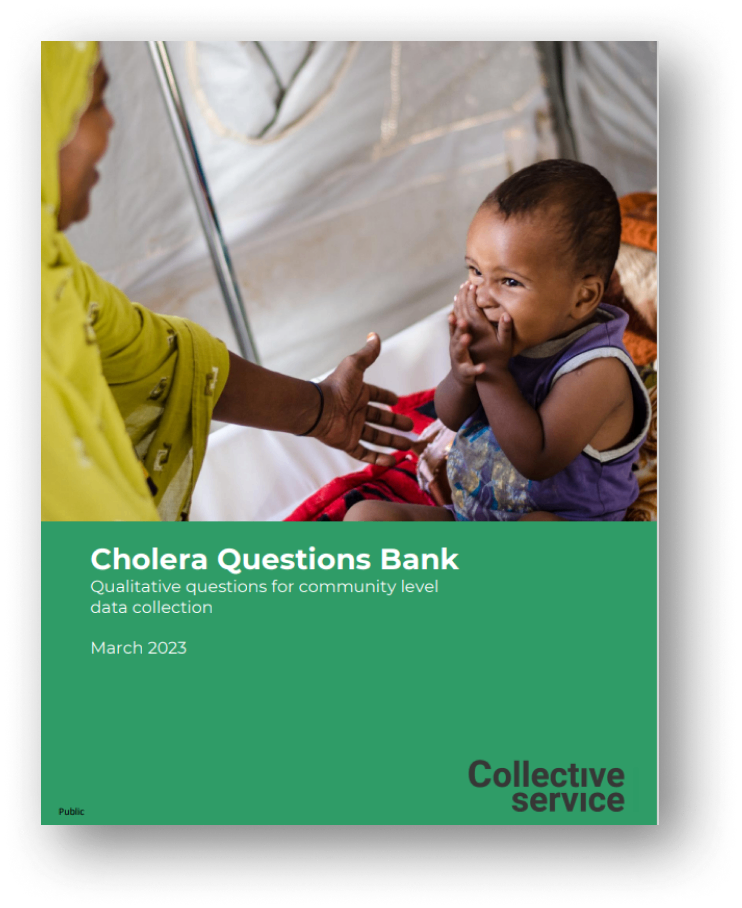 Cholera Questions Bank
Qualitative questions for community level
data collection
March 2023
Collective
service
Public